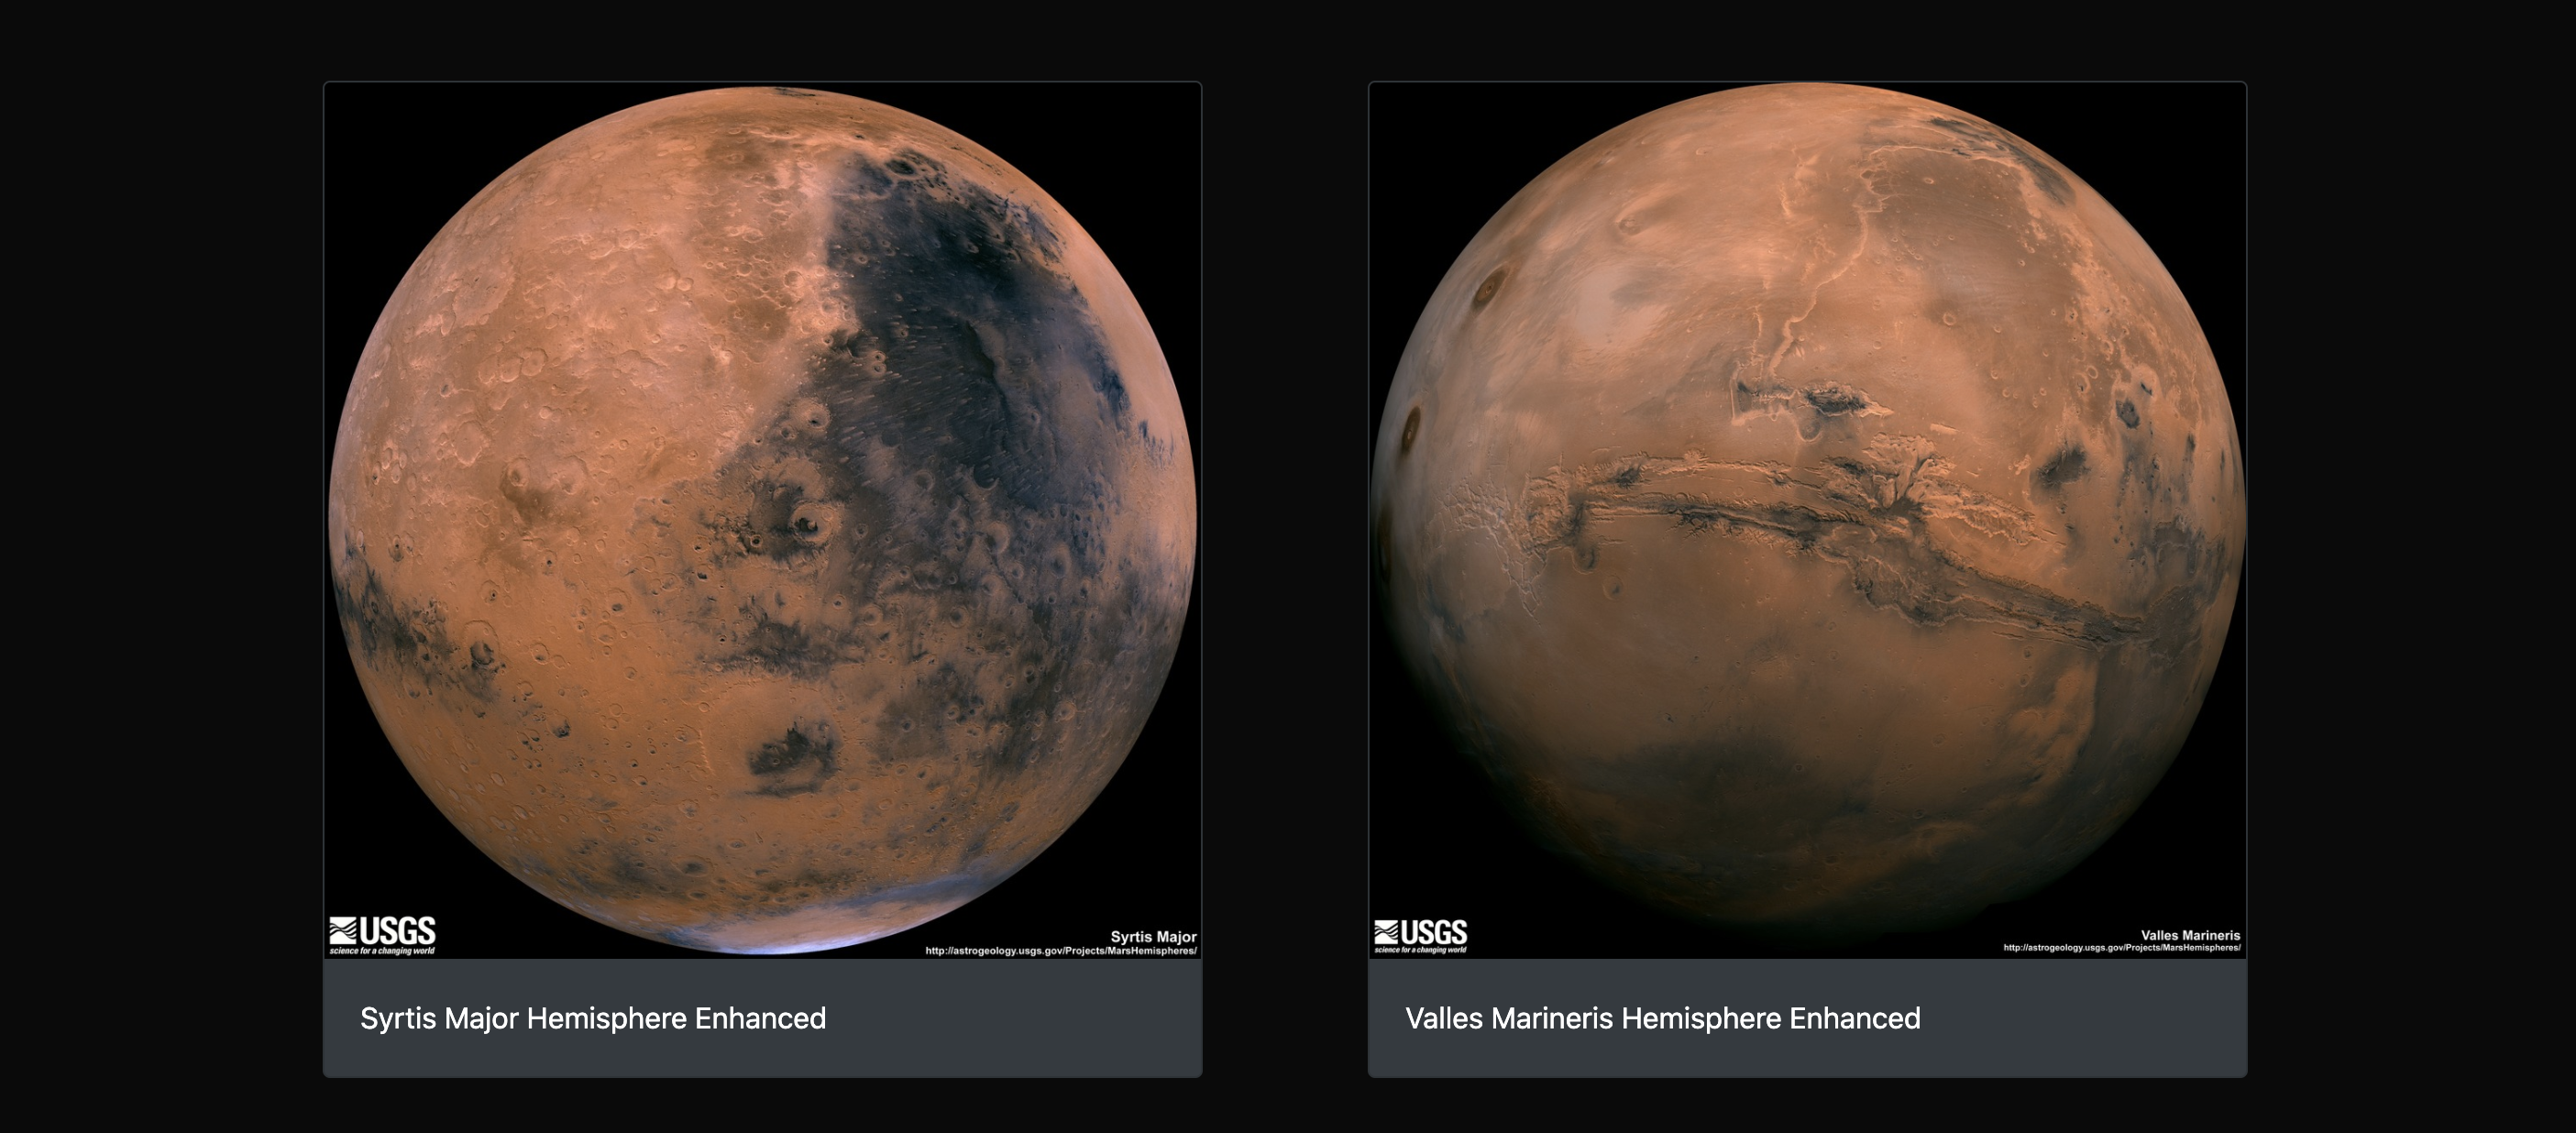 USGS
science for a changing world
Syrtis Major
http://astrogeology.usgs.gov/Projects/MarsHemispheres/
Syrtis Major Hemisphere Enhanced
USGS
science for a changing world
Valles Marineris
http://astrogeology.usgs.gov/Projects/MarsHemispheres/
Valles Marineris Hemisphere Enhanced